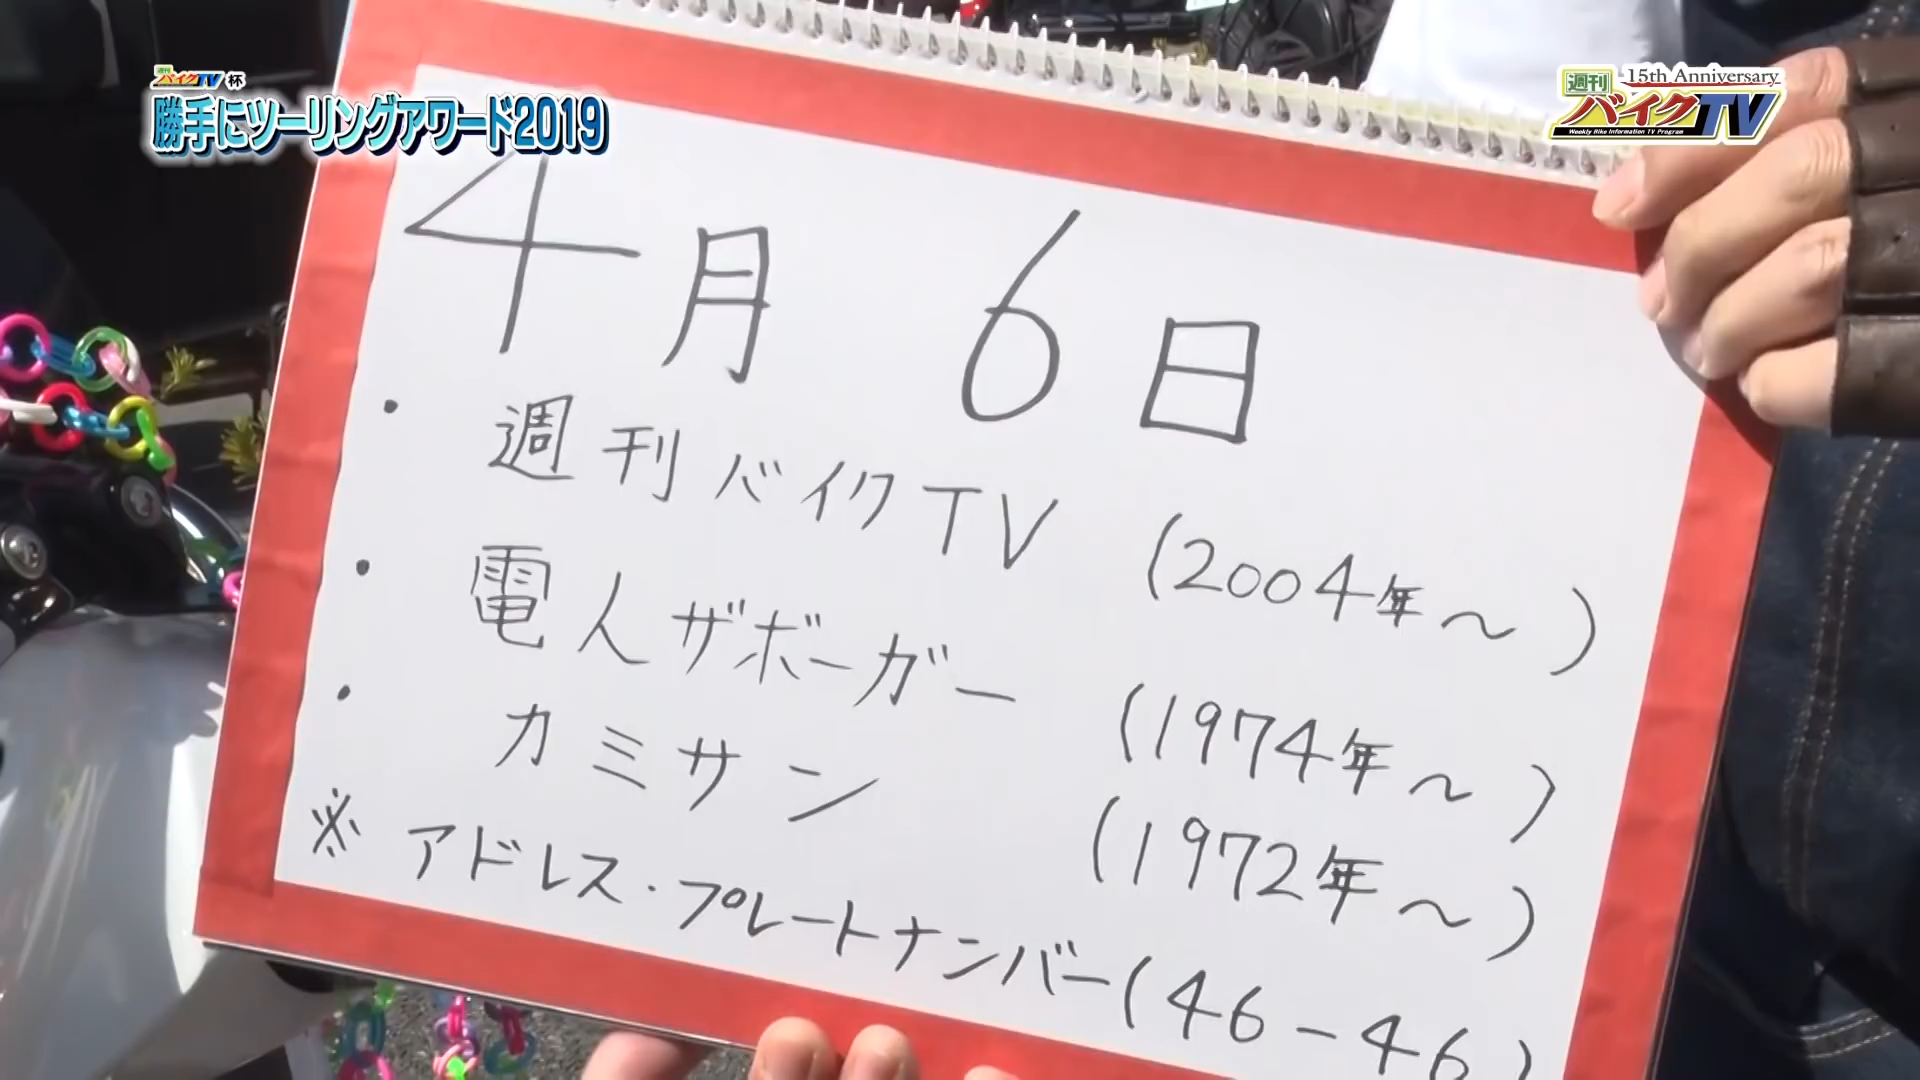 週刊バイクTV杯
勝手にツーリングアワード2019
15th Anniversary
週刊バイクTV
Weekly Bike Information TV Program
4月 6日
・ 週刊バイクTV (2004年～)
・ 電人ザボーガー (1974年～)
・ カミサン (1972年～)
※ アドレス・プレートナンバー(46-46)